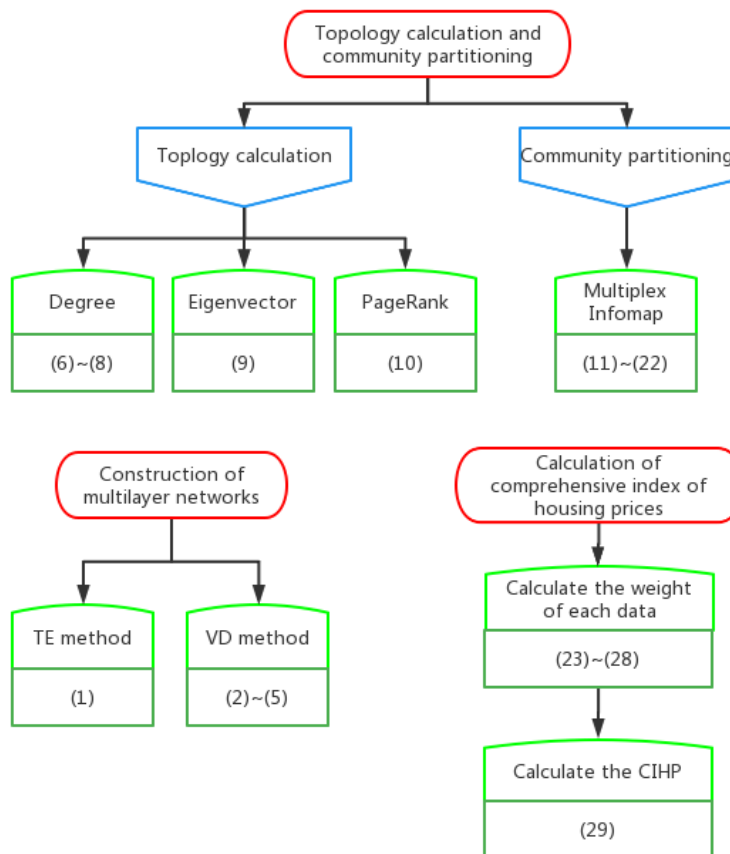 Topology calculation and
community partitioning
Toplogy calculation
Community partitioning
Degree
(6)~(8)
Eigenvector
(9)
PageRank
(10)
Multiplex
Infomap
(11)~(22)
Construction of
multilayer networks
TE method
(1)
VD method
(2)~(5)
Calculation of
comprehensive index of
housing prices
Calculate the weight
of each data
(23)~(28)
Calculate the CIHP
(29)